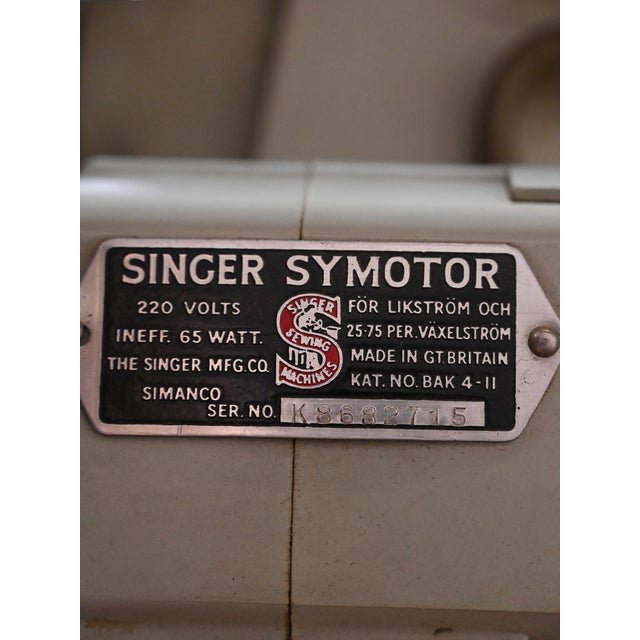 SINGER SYMOTOR
220 VOLTS
INEFF. 65 WATT.
THE SINGER MFG.CO.
SIMANCO
SINGER
SEWING
MACHINES
FÖR LIKSTRÖM OCH
25-75 PER. VÄXELSTRÖM
MADE IN GT. BRITAIN
KAT. NO. BAK 4-11
SER. NO. K8682715